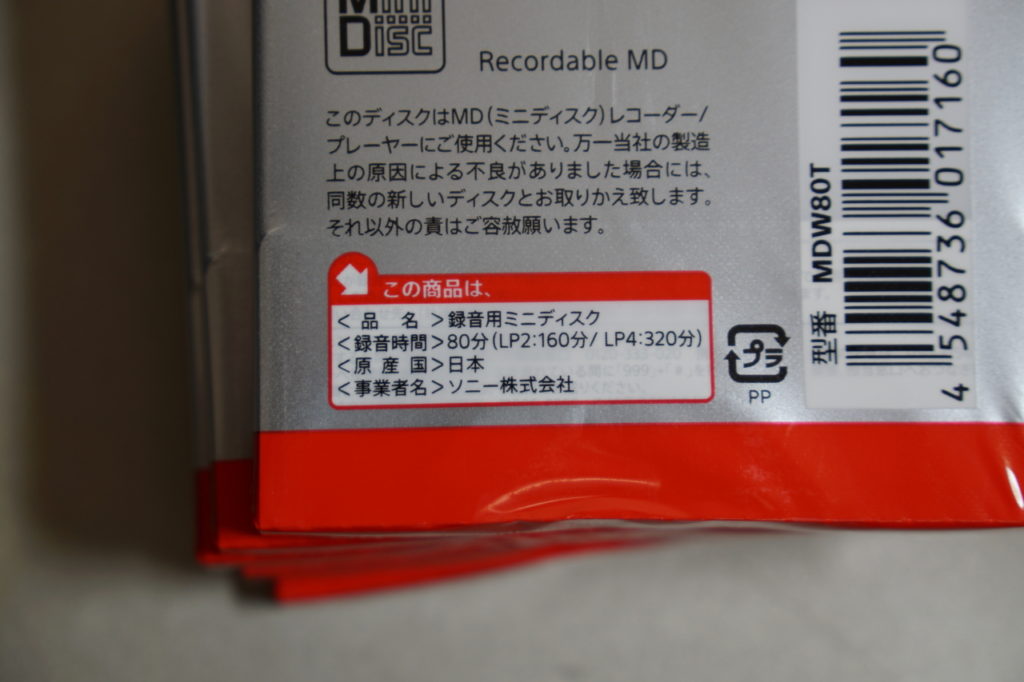 Mini
Disc
Recordable MD
このディスクはMD(ミニディスク)レコーダー/
プレーヤーにご使用ください。万一当社の製造
上の原因による不良がありました場合には、
同数の新しいディスクとお取りかえ致します。
それ以外の責はご容赦願います。
この商品は、
<品 名>録音用ミニディスク
<録音時間>80分(LP2:160分/ LP4:320分)
<原産国>日本
<事業者名>ソニー株式会社
プラ
PP
型番 MDW80T
4 548736 017160